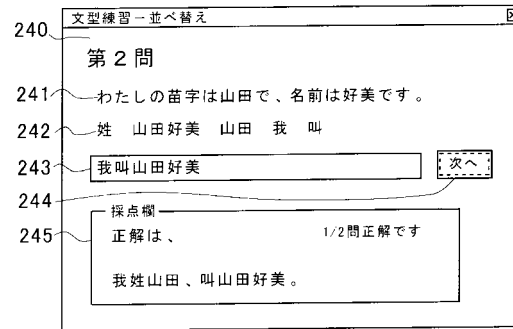 文型練習－並べ替え
240
第２問
241 わたしの苗字は山田で、名前は好美です。
242 姓　山田好美　山田　我　叫
243 我叫山田好美 次へ
244
採点欄
245 正解は、 1/2問正解です
我姓山田、叫山田好美。